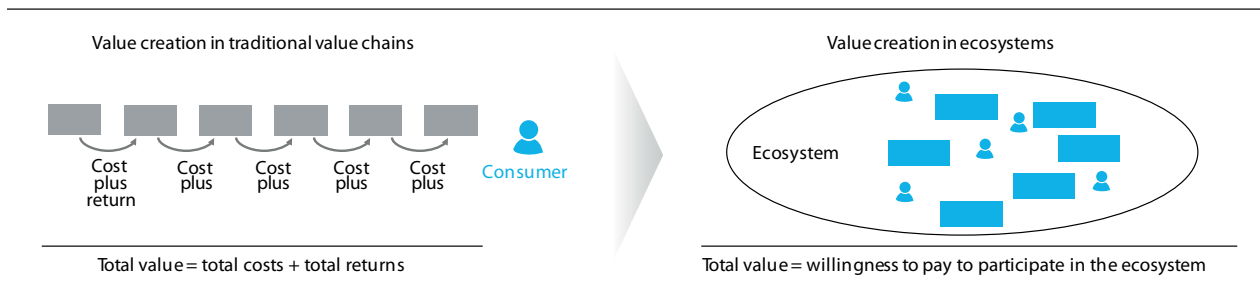 Value creation in traditional value chains
Cost
plus
return
Cost
plus
Cost
plus
Cost
plus
Cost
plus
Consumer
Total value = total costs + total returns
Value creation in ecosystems
Ecosystem
Total value = willingness to pay to participate in the ecosystem